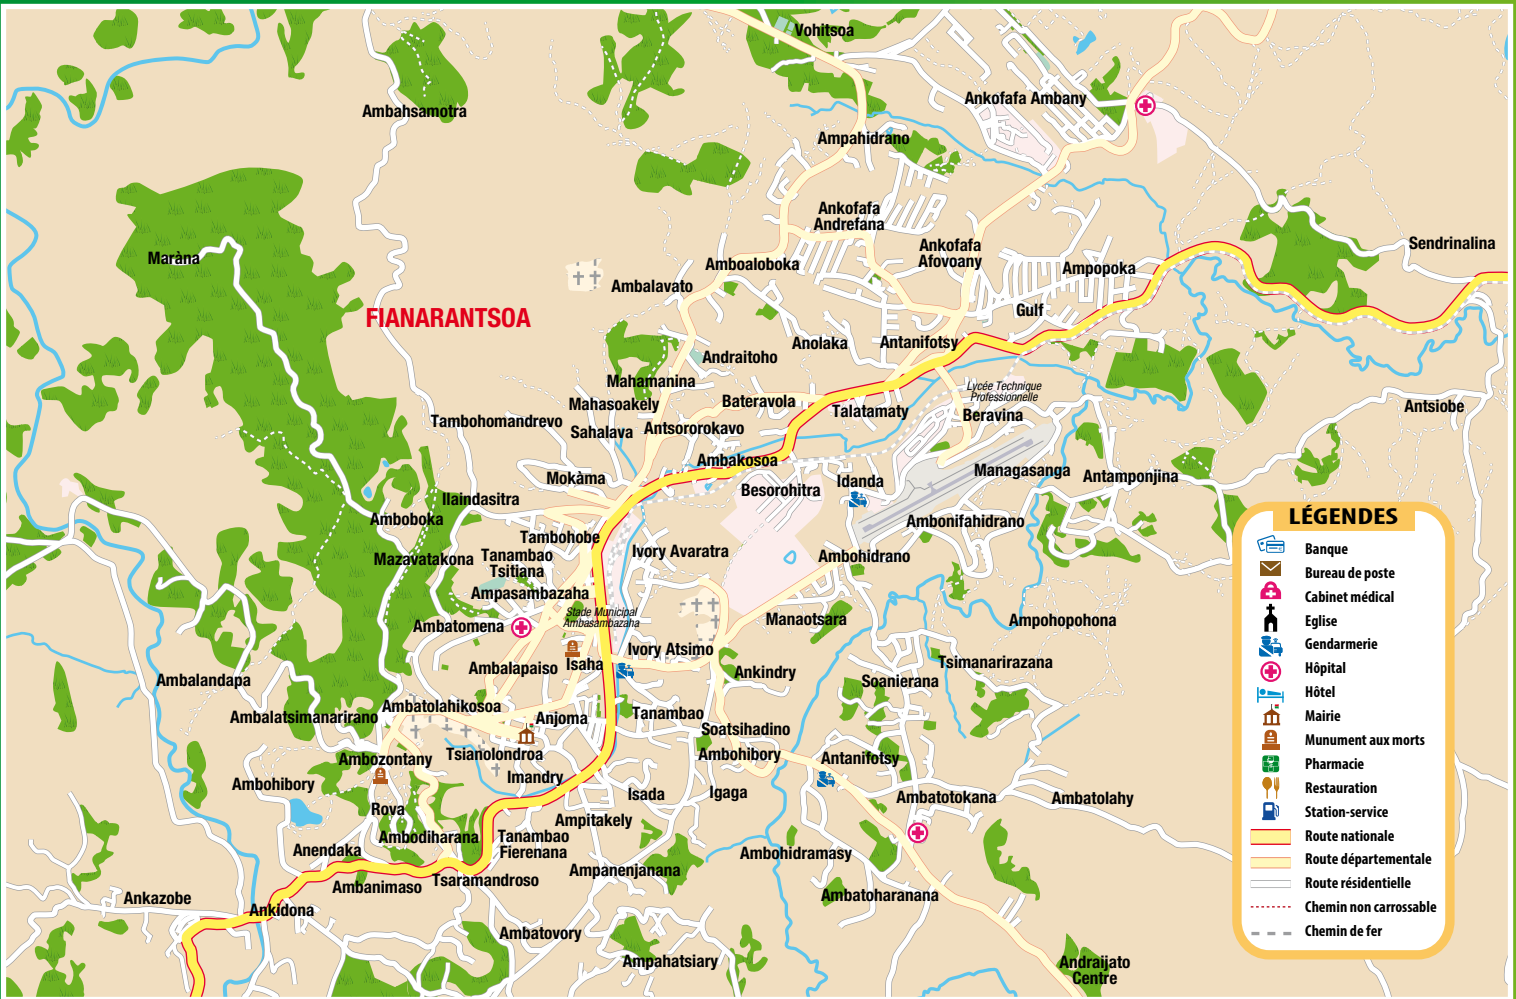 Vohitsoa
Ankofafa Ambany
Ambahsamotra
Ampahidrano
Ankofafa
Andrefana
Ankofafa
Afovoany
Sendrinalina
Maràna
Amboaloboka
Ampopoka
Ambalavato
FIANARANTSOA
Gulf
Anolaka
Antanifotsy
Andraitoho
Mahamanina
Lycée Technique
Professionnelle
Mahasoakely
Bateravola
Talatamaty
Beravina
Antsiobe
Tambohomandrevo
Sahalava
Antsororokavo
Ambakosoa
Mokàma
Idanda
Managasanga
Antamponjina
Besorohitra
Ilaindasitra
Amboboka
Ambonifahidrano
Tambohobe
Mazavatakona
Tanambao
Tsitiana
Ivory Avaratra
Ambohidrano
Ampasambazaha
Stade Municipal
Ambasambazaha
Ambatomena
Manaotsara
Ampohopohona
Ivory Atsimo
Ambalapaiso
Isaha
Ankindry
Tsimanarirazana
Ambalandapa
Soanierana
Ambatolahikosoa
Ambalatsimanarirano
Anjoma
Tanambao
Soatsihadino
Tsianolondroa
Ambohibory
Antanifotsy
Ambozontany
Imandry
Ambohibory
Isada
Igaga
Ambatotokana
Ambatolahy
Rova
Ampitakely
Ambodiharana
Tanambao
Fierenana
Anendaka
Ambohidramasy
Ampanenjanana
Ambanimaso
Tsaramandroso
Ambatoharanana
Ankazobe
Ankidona
Ambatovory
Ampahatsiary
Andraijato
Centre
LÉGENDES
Banque
Bureau de poste
Cabinet médical
Eglise
Gendarmerie
Hôpital
Hôtel
Mairie
Munument aux morts
Pharmacie
Restauration
Station-service
Route nationale
Route départementale
Route résidentielle
Chemin non carrossable
Chemin de fer